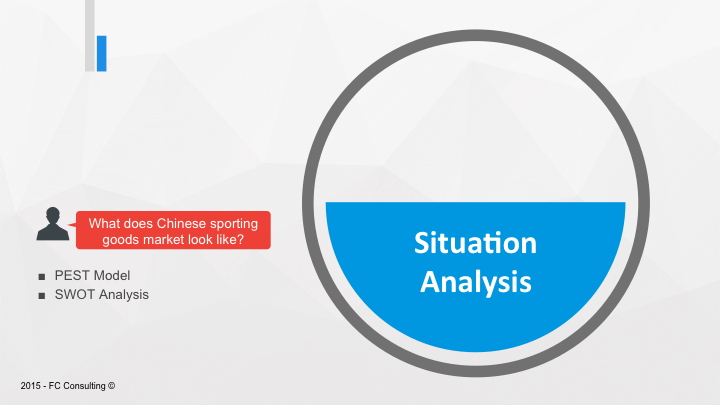 What does Chinese sporting
goods market look like?
■ PEST Model
■ SWOT Analysis
Situation
Analysis
2015 - FC Consulting ©